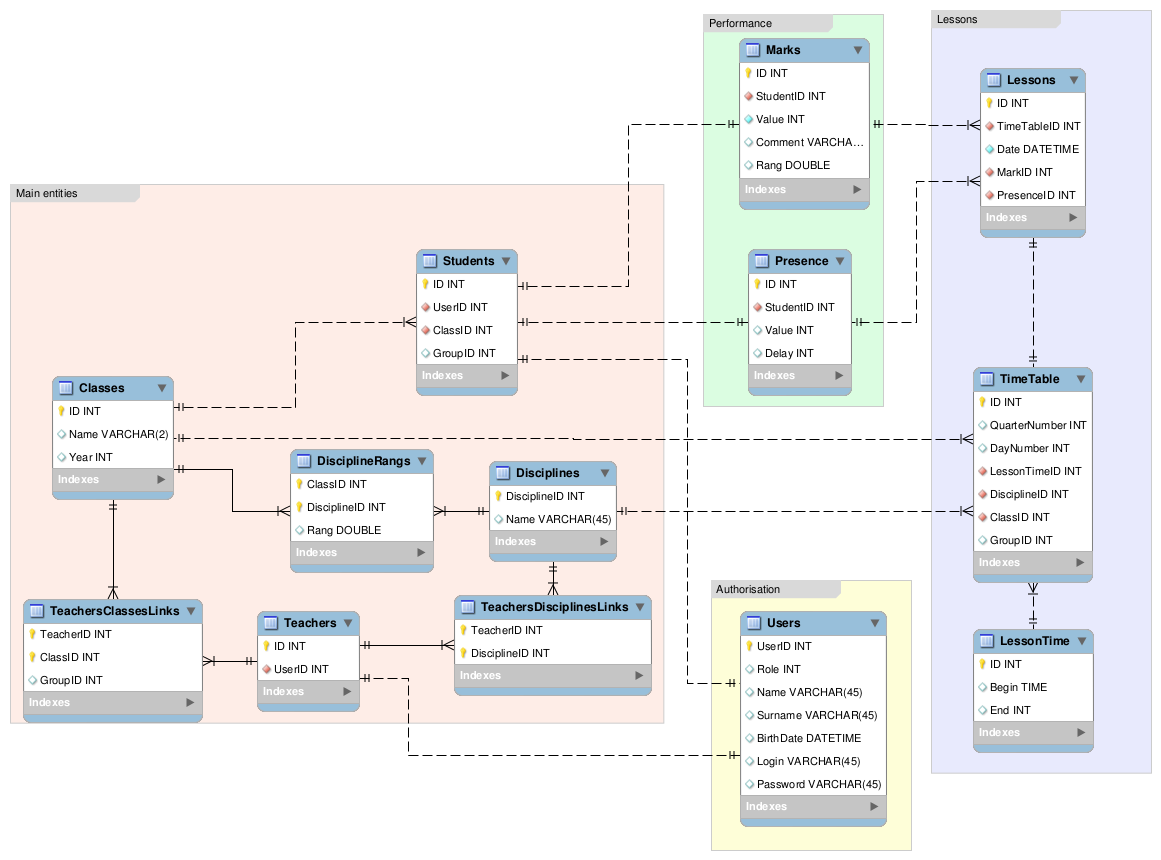 Performance
Marks
ID INT
StudentID INT
Value INT
Comment VARCHA...
Rang DOUBLE
Indexes
Presence
ID INT
StudentID INT
Value INT
Delay INT
Indexes
Lessons
Lessons
ID INT
TimeTableID INT
Date DATETIME
MarkID INT
PresenceID INT
Indexes
TimeTable
ID INT
QuarterNumber INT
DayNumber INT
LessonTimeID INT
DisciplineID INT
ClassID INT
GroupID INT
Indexes
LessonTime
ID INT
Begin TIME
End INT
Indexes
Main entities
Students
ID INT
UserID INT
ClassID INT
GroupID INT
Indexes
Classes
ID INT
Name VARCHAR(2)
Year INT
Indexes
DisciplineRangs
ClassID INT
DisciplineID INT
Rang DOUBLE
Indexes
Disciplines
DisciplineID INT
Name VARCHAR(45)
Indexes
TeachersClassesLinks
TeacherID INT
ClassID INT
GroupID INT
Indexes
Teachers
ID INT
UserID INT
Indexes
TeachersDisciplinesLinks
TeacherID INT
DisciplineID INT
Indexes
Authorisation
Users
UserID INT
Role INT
Name VARCHAR(45)
Surname VARCHAR(45)
BirthDate DATETIME
Login VARCHAR(45)
Password VARCHAR(45)
Indexes